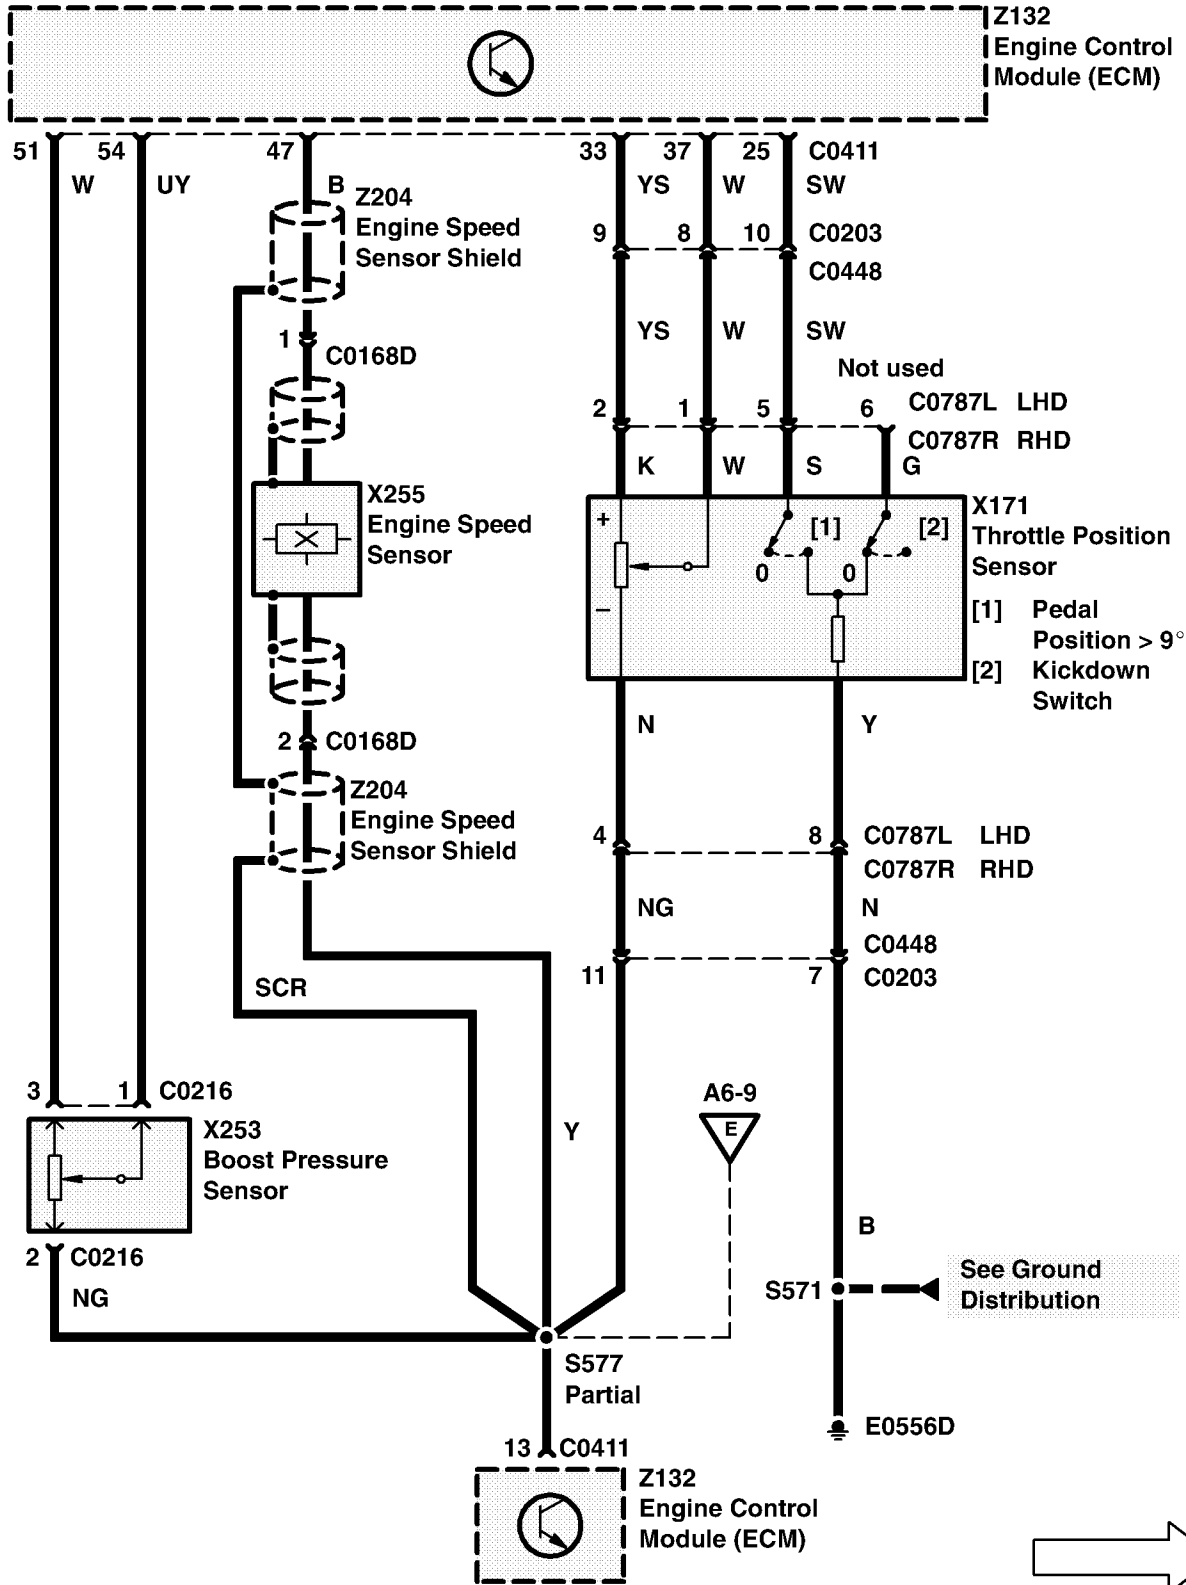 Z132
Engine Control
Module (ECM)
51 54 47 33 37 25 C0411
W UY B YS W SW
Z204
Engine Speed
Sensor Shield
9 8 10 C0203
C0448
1
C0168D
YS W SW
Not used
2 1 5 6 C0787L LHD
C0787R RHD
K W S G
X255
Engine Speed
Sensor
X171
Throttle Position
Sensor
+ [1] [2]
0 0
–
[1] Pedal
Position > 9°
[2] Kickdown
Switch
N Y
2 C0168D
Z204
Engine Speed
Sensor Shield
4 8 C0787L LHD
C0787R RHD
NG N
C0448
11 7 C0203
SCR
3 1 C0216
A6-9
E
X253
Boost Pressure
Sensor
Y
B
2 C0216
NG
S571
See Ground
Distribution
S577
Partial
E0556D
13 C0411
Z132
Engine Control
Module (ECM)